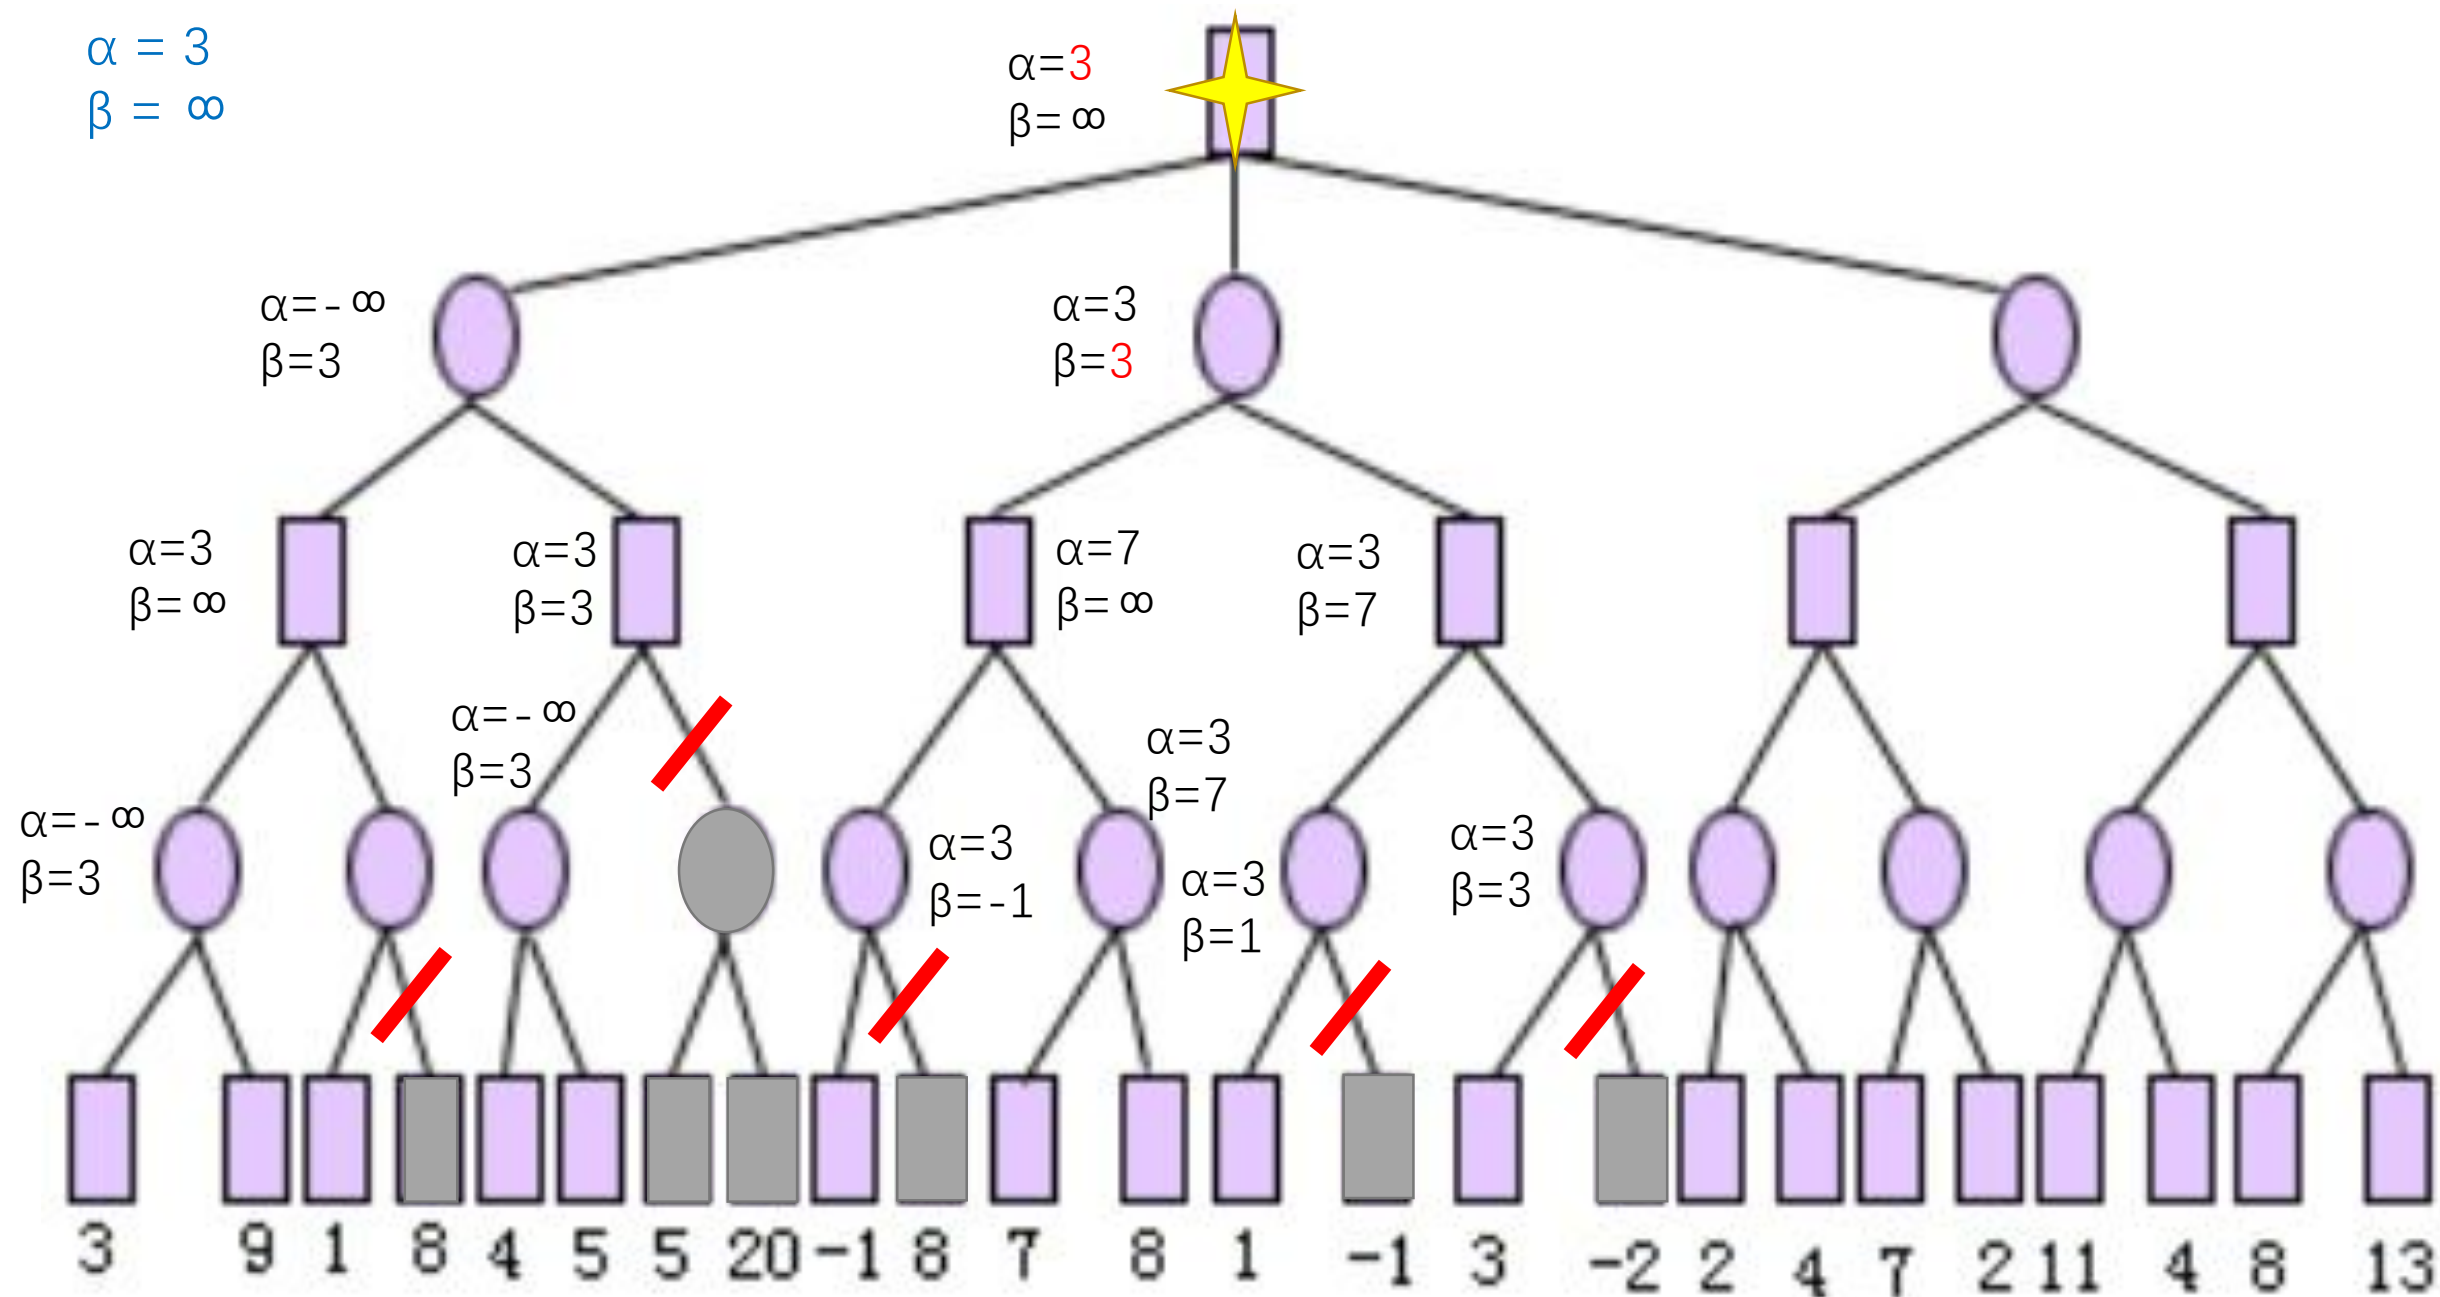 α = 3
β = ∞
α=3
β=∞
α=-∞
β=3
α=3
β=3
α=3
β=∞
α=3
β=3
α=7
β=∞
α=3
β=7
α=-∞
β=3
α=3
β=7
α=-∞
β=3
α=3
β=-1
α=3
β=1
α=3
β=3
3 9 1 8 4 5 5 20 -1 8 7 8 1 -1 3 -2 2 4 7 2 11 4 8 13